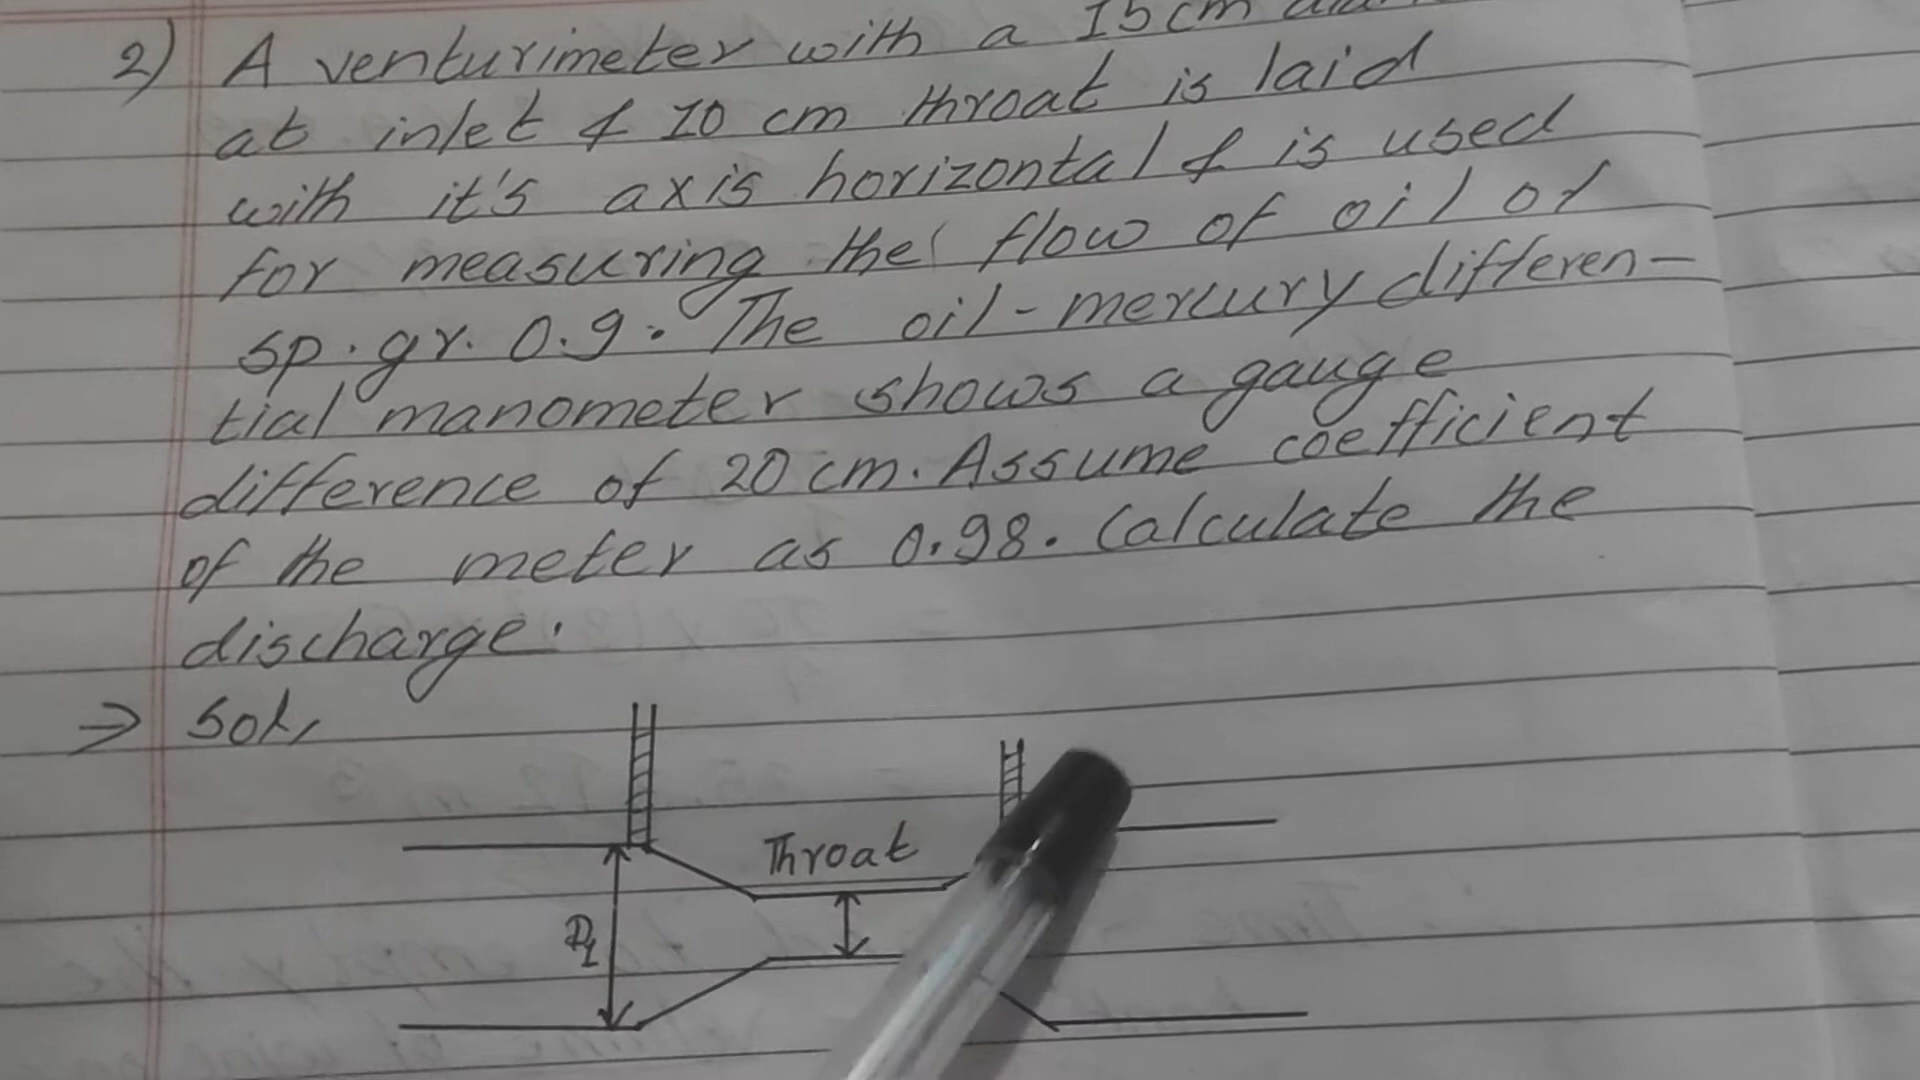 2) A venturimeter with a 15 cm
at inlet & 10 cm throat is laid
with it's axis horizontal & is used
for measuring the flow of oil of
sp. gr. 0.9. The oil-mercury differen-
tial manometer shows a gauge
difference of 20 cm. Assume coefficient
of the meter as 0.98. Calculate the
discharge.
→ Sol,
Throat
D₁